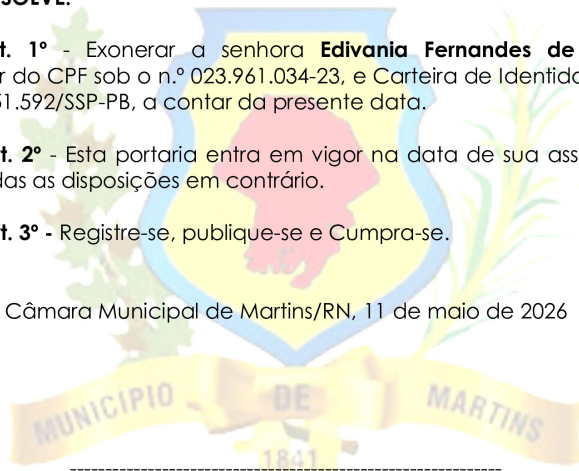 SOLVE:
t. 1º - Exonerar a senhora Edivania Fernandes de
r do CPF sob o n.º 023.961.034-23, e Carteira de Identida
51.592/SSP-PB, a contar da presente data.
t. 2º - Esta portaria entra em vigor na data de sua ass
das as disposições em contrário.
t. 3º - Registre-se, publique-se e Cumpra-se.
Câmara Municipal de Martins/RN, 11 de maio de 2026
MUNICÍPIO DE MARTINS
1841
--------------------------------------------------------------